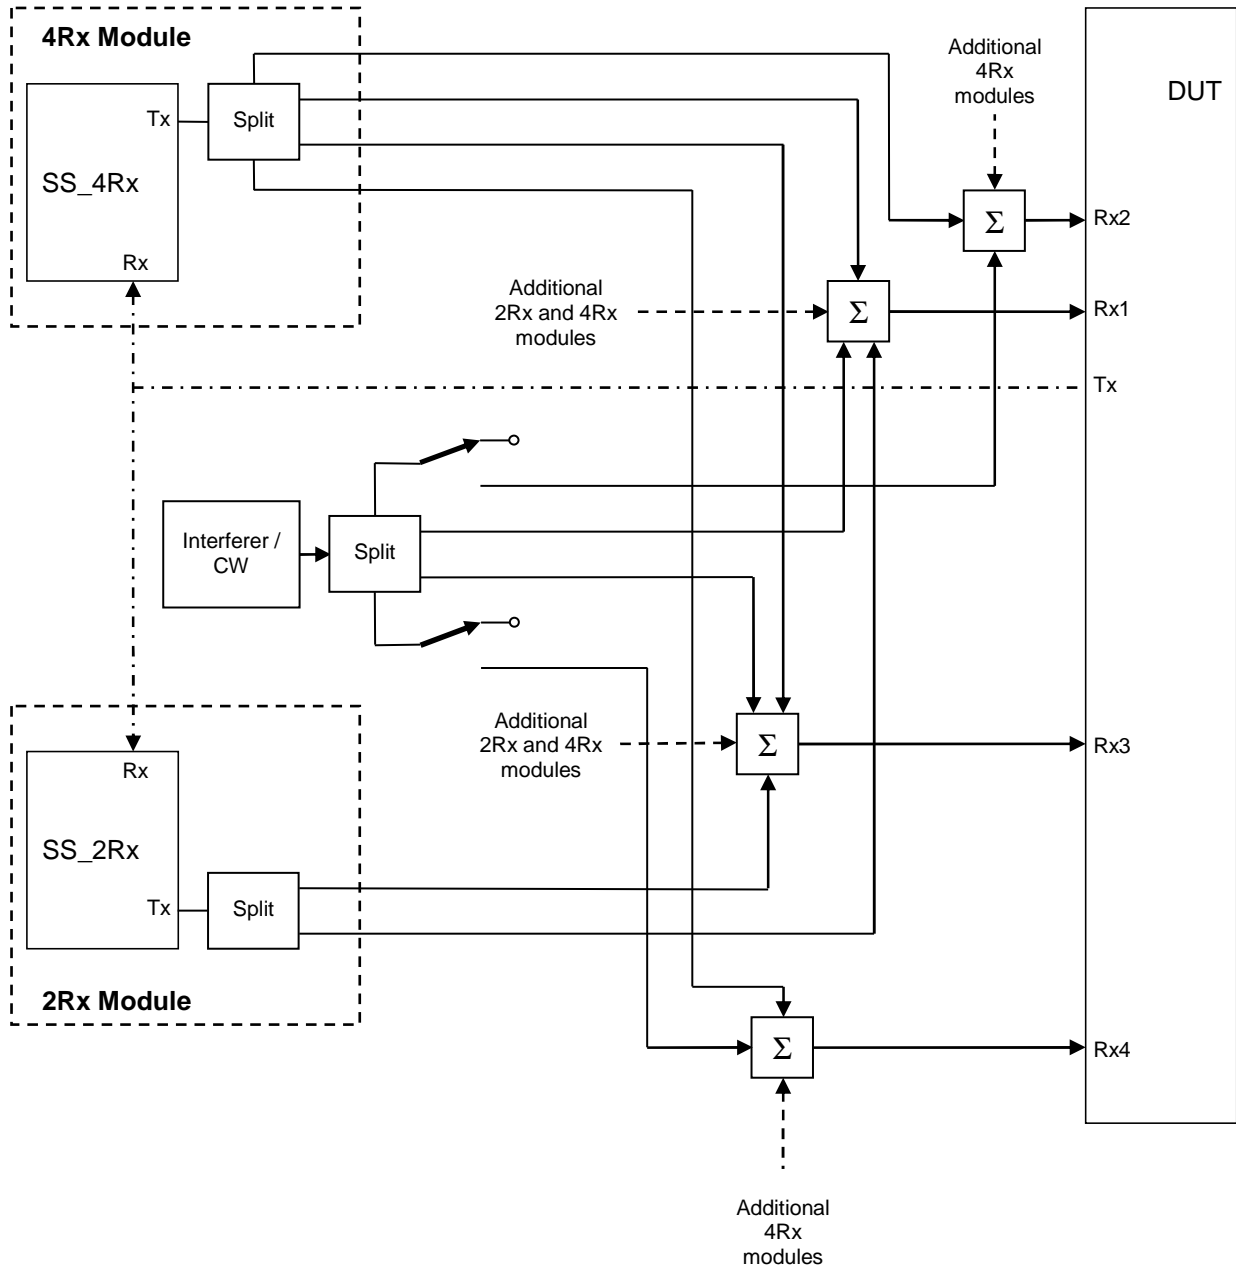 4Rx Module
Tx
Split
SS_4Rx
Rx
Additional
4Rx
modules
DUT
Σ
Rx2
Additional
2Rx and 4Rx
modules
Σ
Rx1
Tx
Interferer /
CW
Split
Additional
2Rx and 4Rx
modules
Σ
Rx3
Rx
SS_2Rx
Tx
Split
2Rx Module
Σ
Rx4
Additional
4Rx
modules